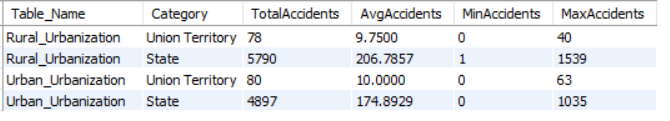 Table_Name Category TotalAccidents AvgAccidents MinAccidents MaxAccidents
Rural_Urbanization Union Territory 78 9.7500 0 40
Rural_Urbanization State 5790 206.7857 1 1539
Urban_Urbanization Union Territory 80 10.0000 0 63
Urban_Urbanization State 4897 174.8929 0 1035